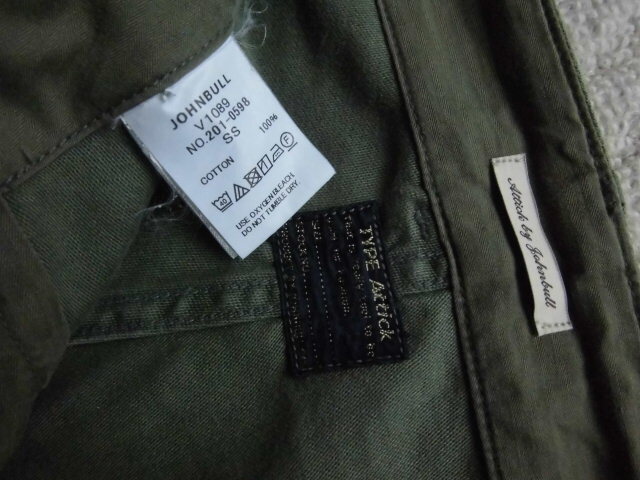 JOHNBULL
V1089
NO.201-0598
SS
COTTON 100%
40
USE OXYGEN BLEACH.
DO NOT TUMBLE DRY.
TYPE Attick
Attick by Johnbull